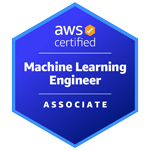 aws
certified
Machine Learning
Engineer
ASSOCIATE